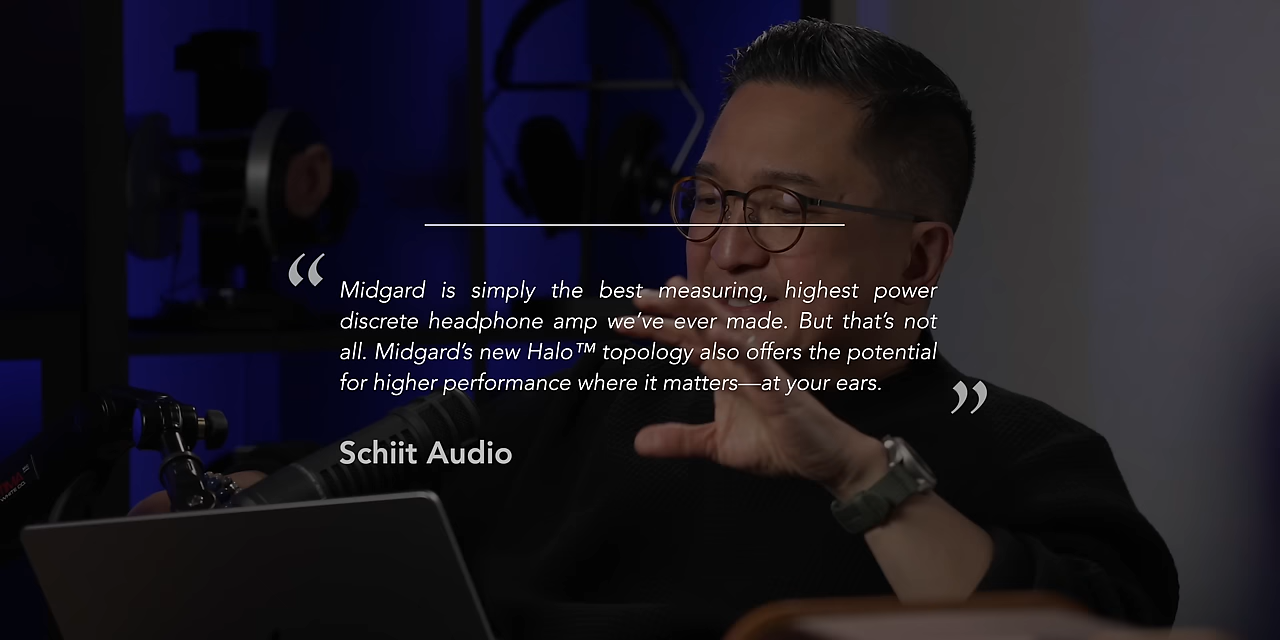 “ Midgard is simply the best measuring, highest power
discrete headphone amp we’ve ever made. But that’s not
all. Midgard’s new Halo™ topology also offers the potential
for higher performance where it matters—at your ears. ”
Schiit Audio
WHITE CO.